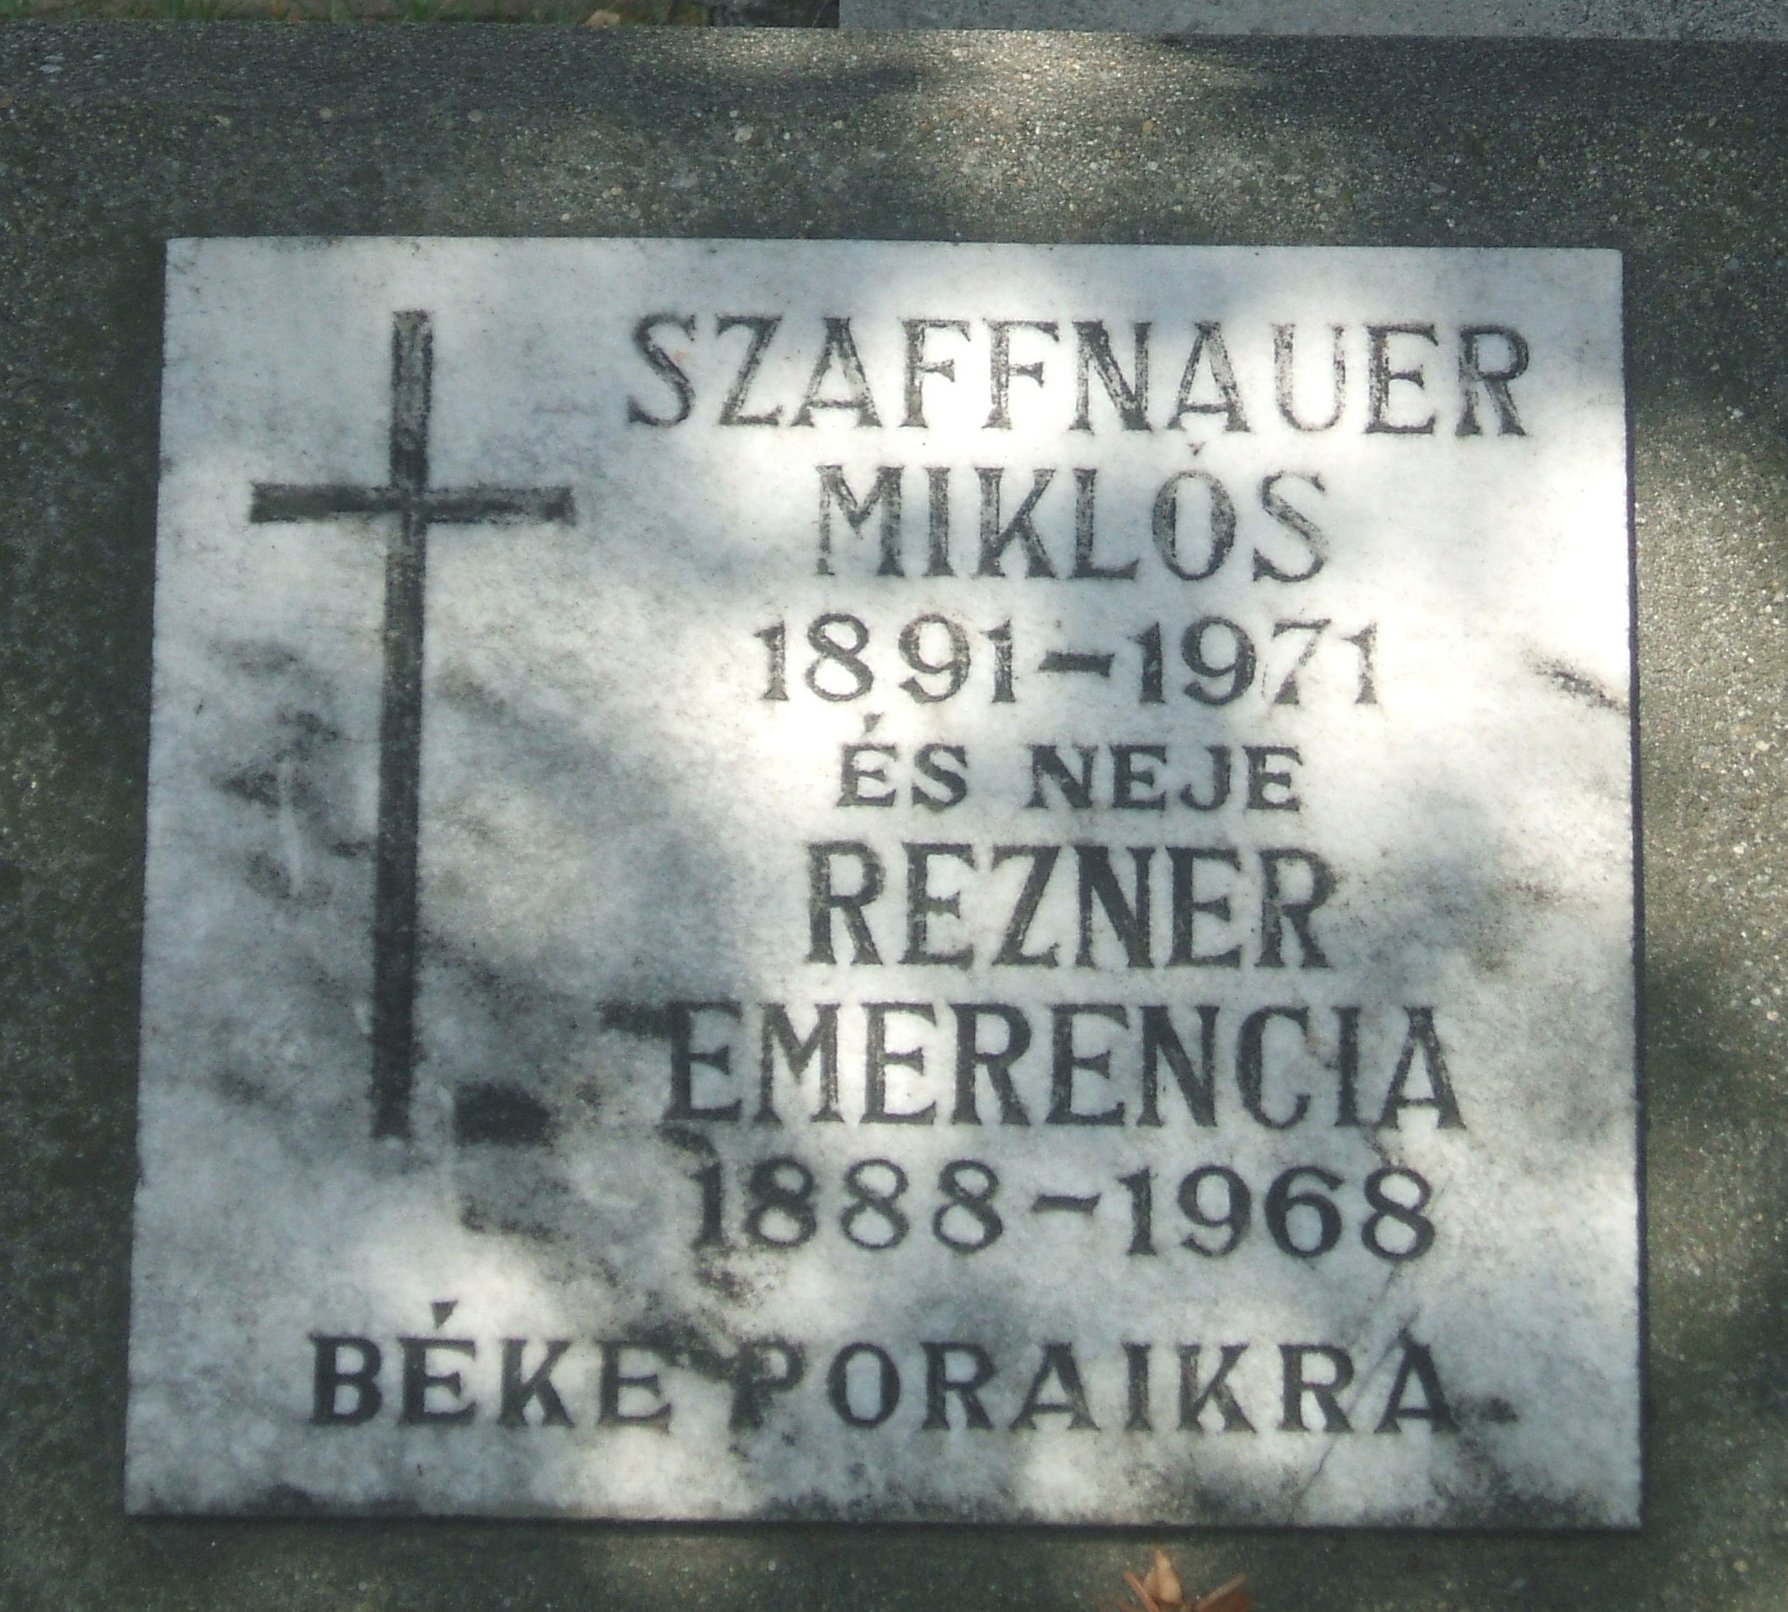 SZAFFNAUER
MIKLÓS
1891-1971
ÉS NEJE
REZNER
EMERENCIA
1888-1968
BÉKE PORAIKRA